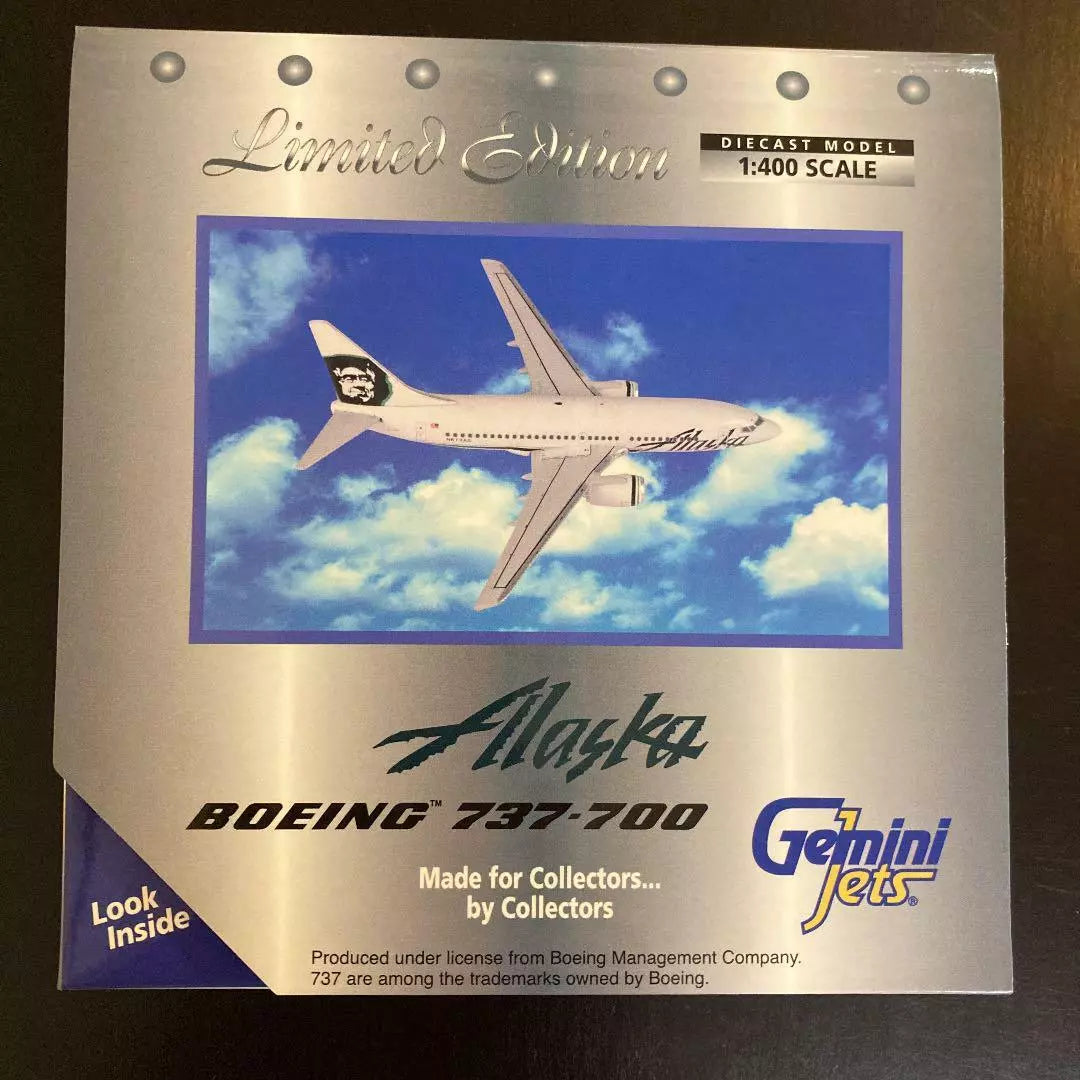 Limited Edition
DIECAST MODEL
1:400 SCALE
Alaska
Alaska
BOEING™ 737-700
Gemini
Jets®
Made for Collectors...
by Collectors
Look
Inside
Produced under license from Boeing Management Company.
737 are among the trademarks owned by Boeing.